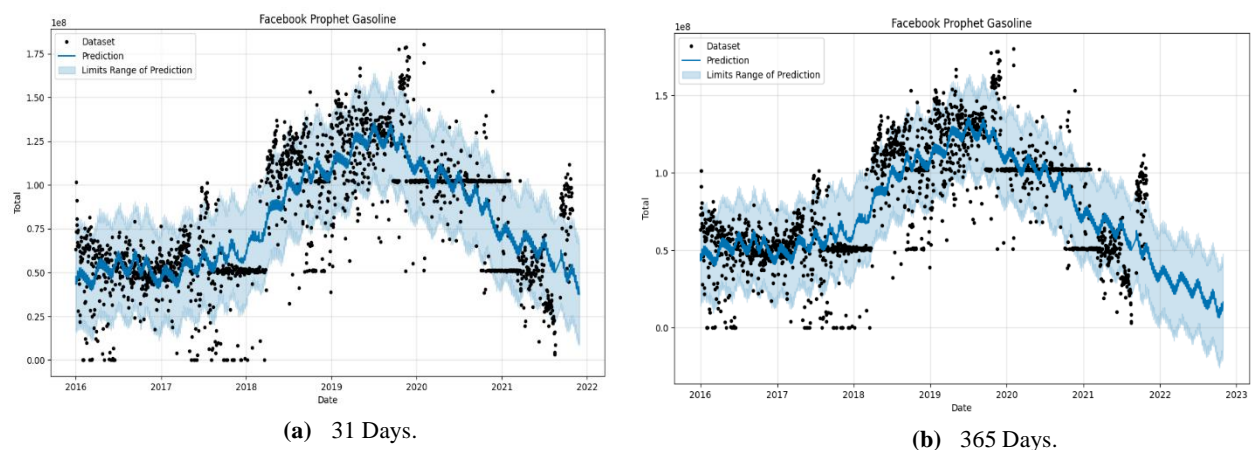 Facebook Prophet Gasoline
1e8
Dataset
Prediction
Limits Range of Prediction
1.75
1.50
1.25
1.00
0.75
0.50
0.25
0.00
Total
2016 2017 2018 2019 2020 2021 2022
Date
(a) 31 Days.
Facebook Prophet Gasoline
1e8
Dataset
Prediction
Limits Range of Prediction
1.5
1.0
0.5
0.0
Total
2016 2017 2018 2019 2020 2021 2022 2023
Date
(b) 365 Days.